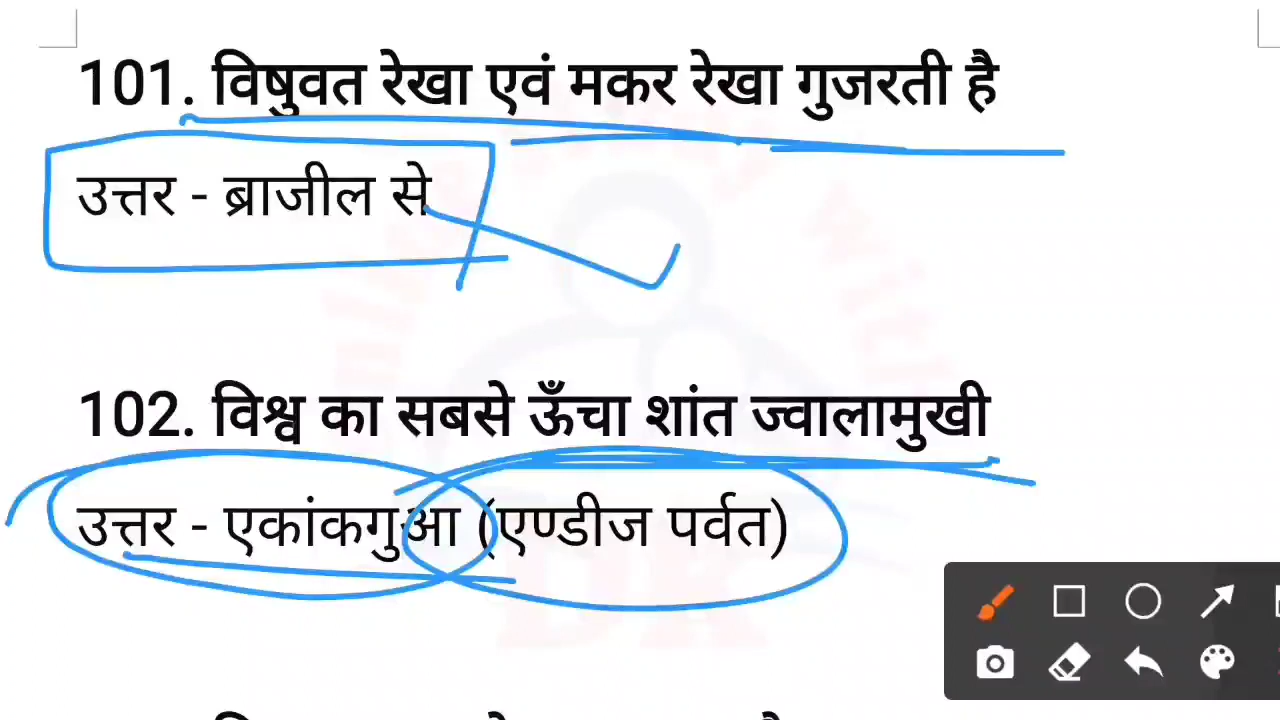 101. विषुवत रेखा एवं मकर रेखा गुजरती है
उत्तर - ब्राजील से
102. विश्व का सबसे ऊँचा शांत ज्वालामुखी
उत्तर - एकांकगुआ (एण्डीज पर्वत)